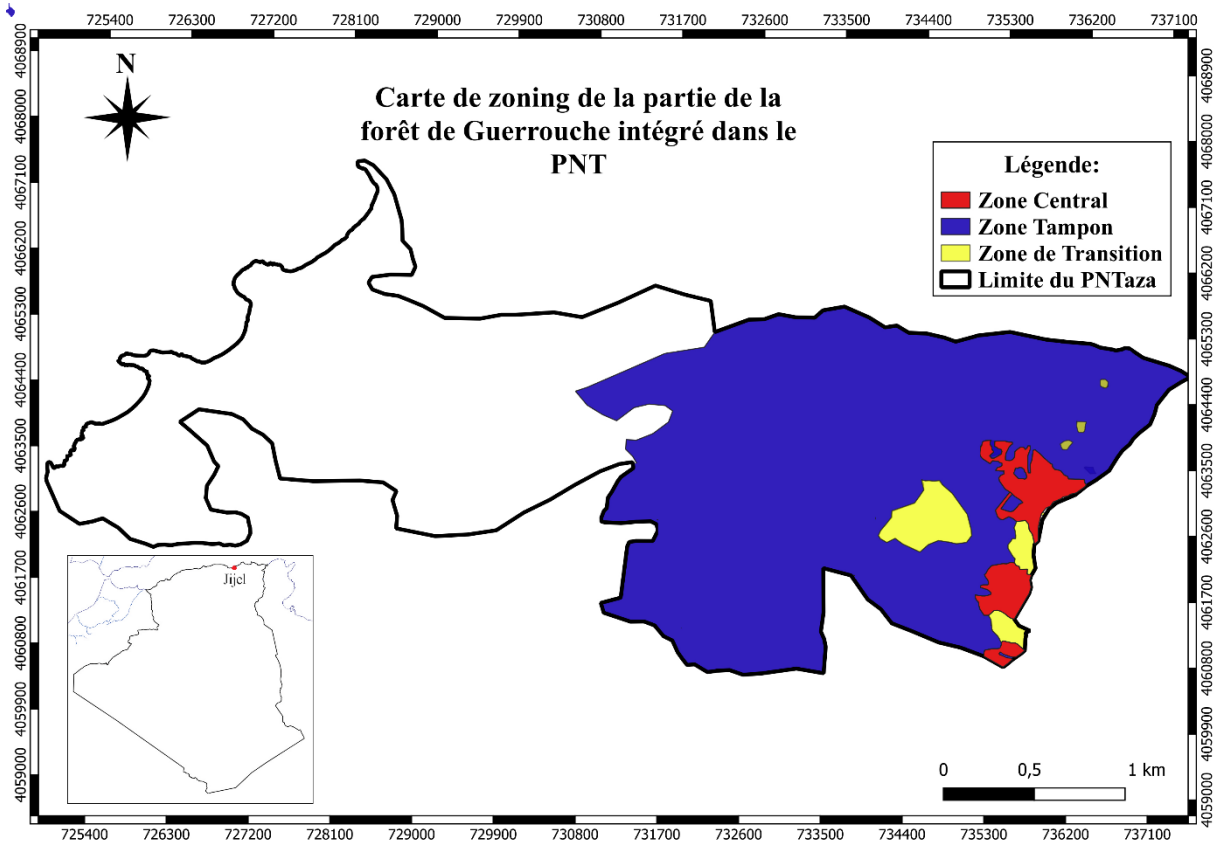 725400 726300 727200 728100 729000 729900 730800 731700 732600 733500 734400 735300 736200 737100
N
Carte de zoning de la partie de la
forêt de Guerrouche intégré dans le
PNT
Légende:
Zone Central
Zone Tampon
Zone de Transition
Limite du PNTaza
4068900
4068000
4067100
4066200
4065300
4064400
4063500
4062600
4061700
4060800
4059900
4059000
4068900
4068000
4067100
4066200
4065300
4064400
4063500
4062600
4061700
4060800
4059900
4059000
Jijel
0 0,5 1 km
725400 726300 727200 728100 729000 729900 730800 731700 732600 733500 734400 735300 736200 737100